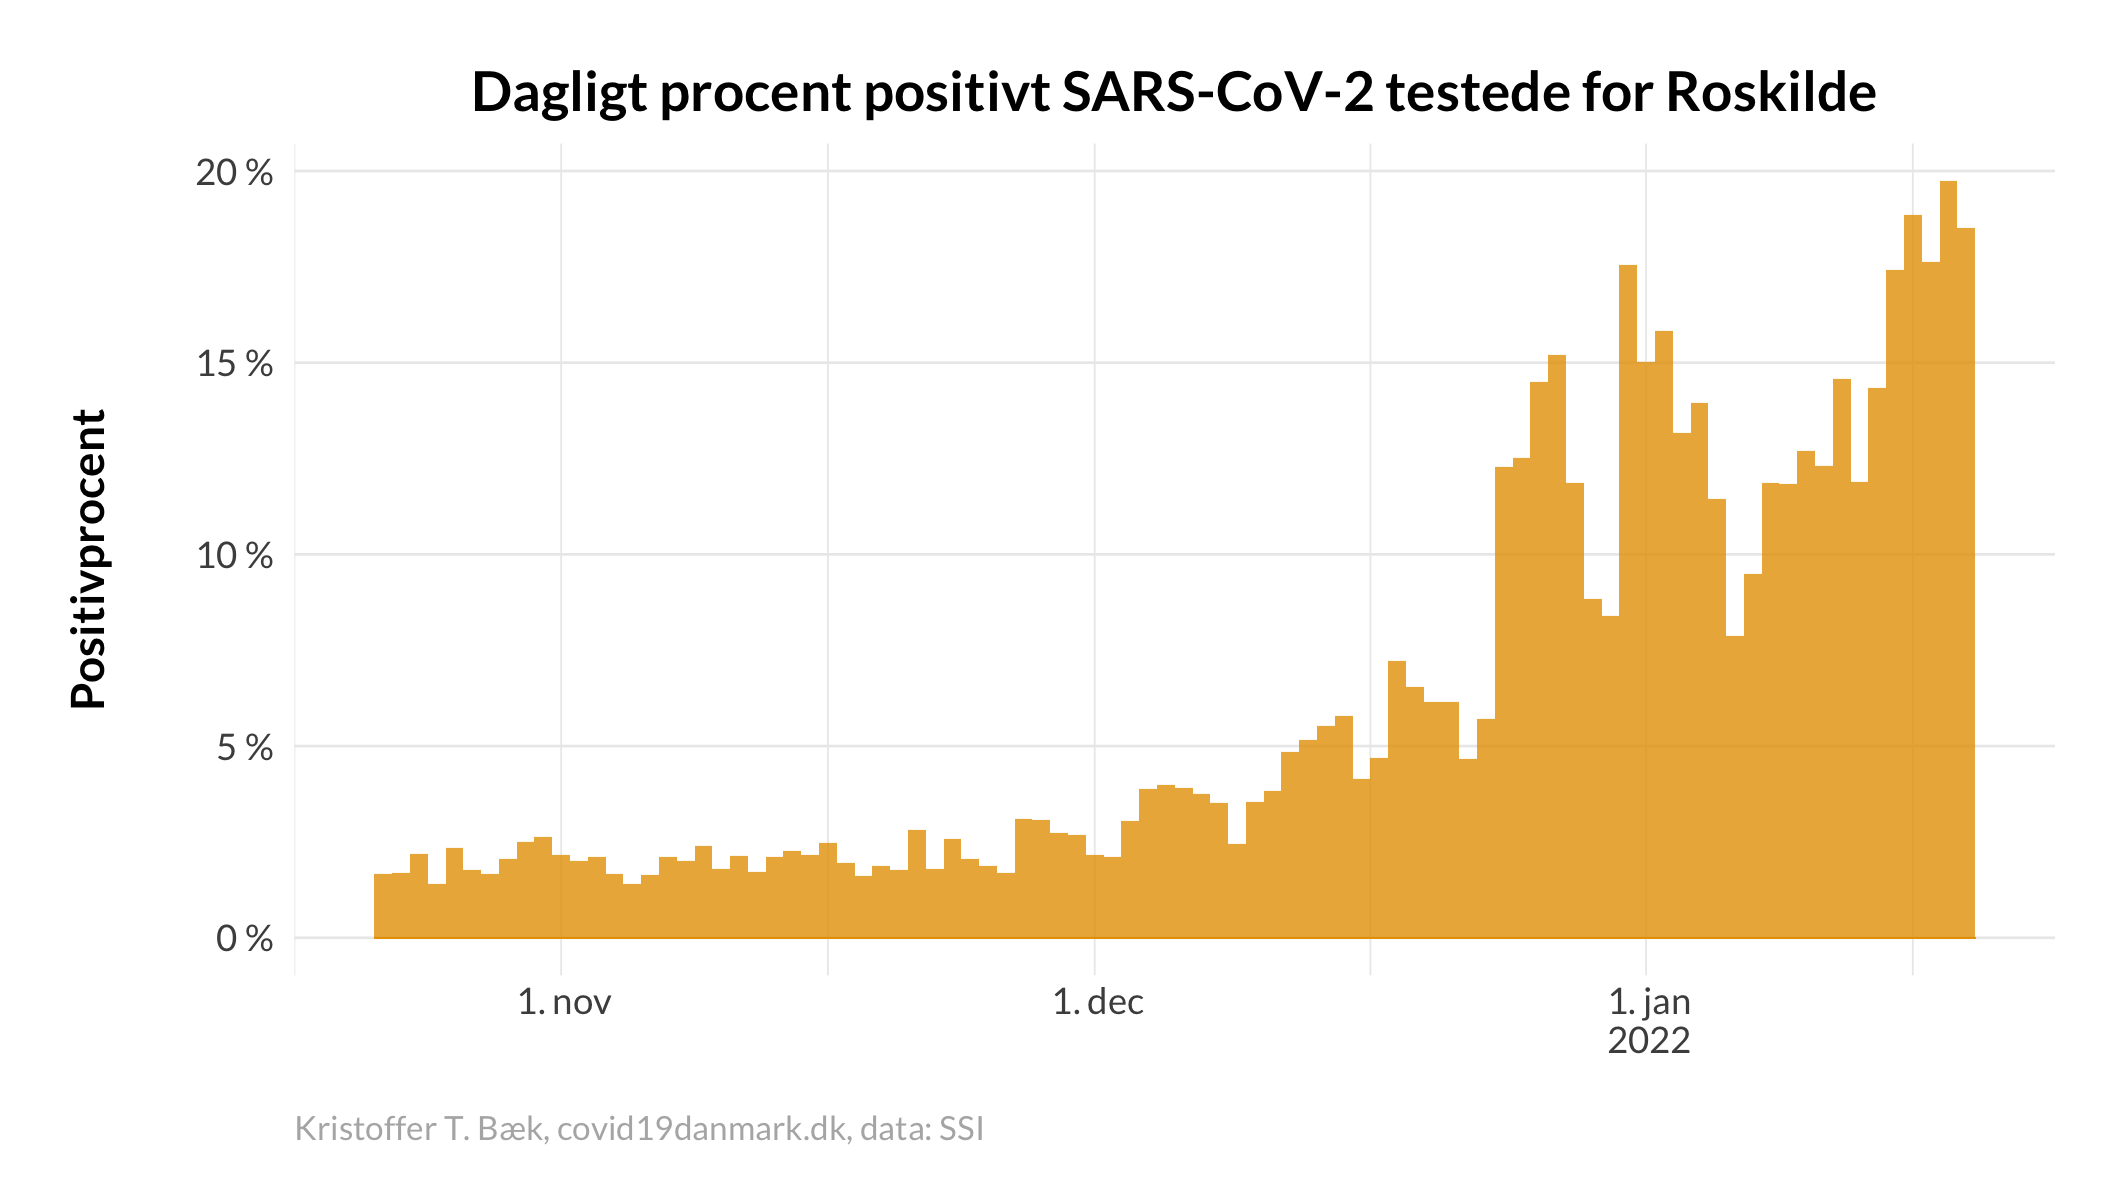 Dagligt procent positivt SARS-CoV-2 testede for Roskilde
Positivprocent
20 %
15 %
10 %
5 %
0 %
1. nov
1. dec
1. jan
2022
Kristoffer T. Bæk, covid19danmark.dk, data: SSI